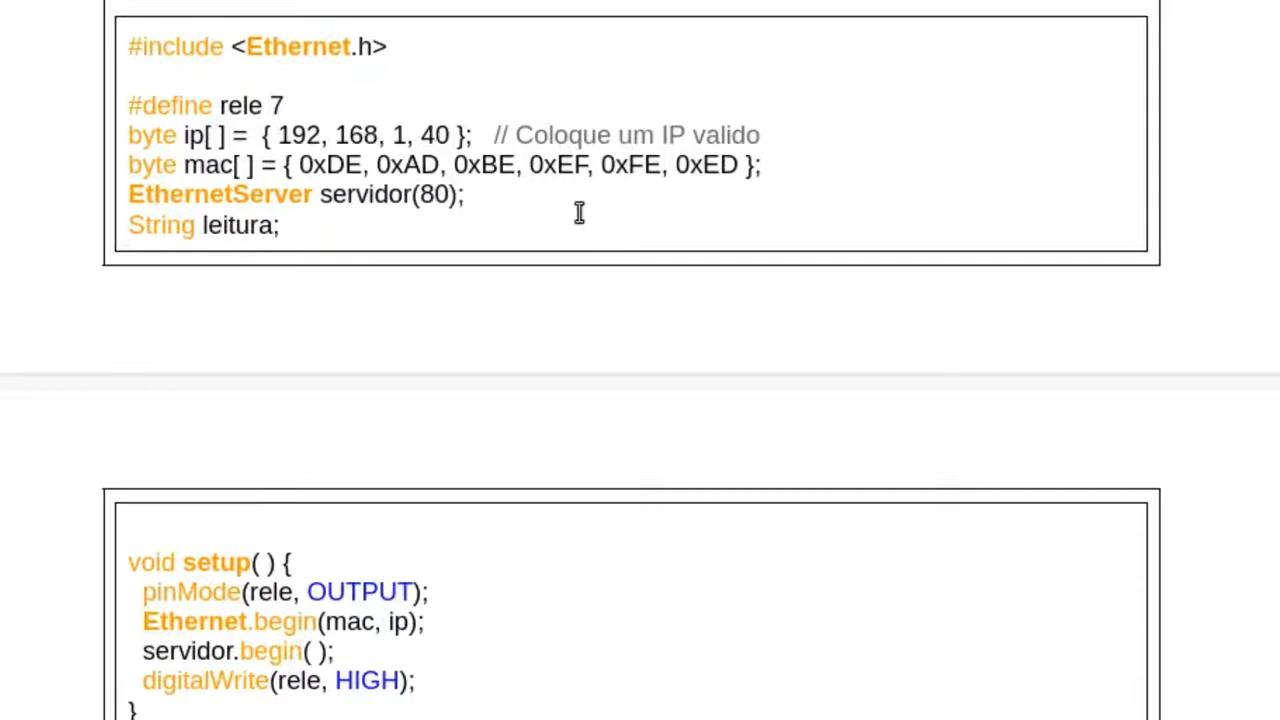 #include <Ethernet.h>
#define rele 7
byte ip[ ] =  { 192, 168, 1, 40 };   // Coloque um IP valido
byte mac[ ] = { 0xDE, 0xAD, 0xBE, 0xEF, 0xFE, 0xED };
EthernetServer servidor(80);
String leitura;
void setup( ) {
  pinMode(rele, OUTPUT);
  Ethernet.begin(mac, ip);
  servidor.begin( );
  digitalWrite(rele, HIGH);
}